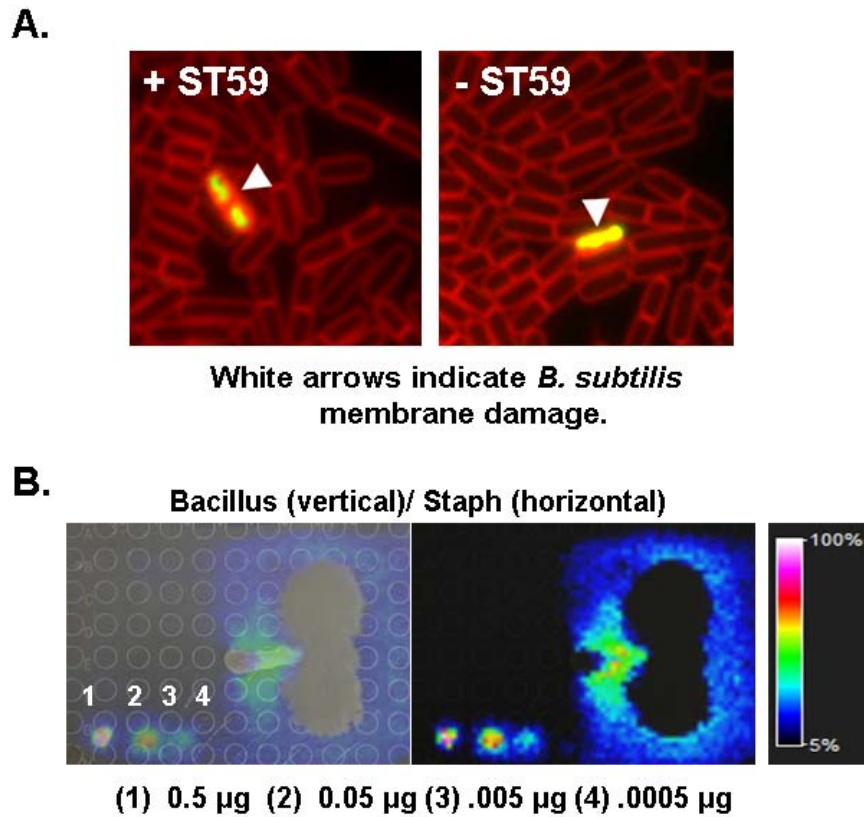 A.
+ ST59
- ST59
White arrows indicate B. subtilis
membrane damage.
B.
Bacillus (vertical)/ Staph (horizontal)
100%
5%
1 2 3 4
(1) 0.5 µg (2) 0.05 µg (3) .005 µg (4) .0005 µg